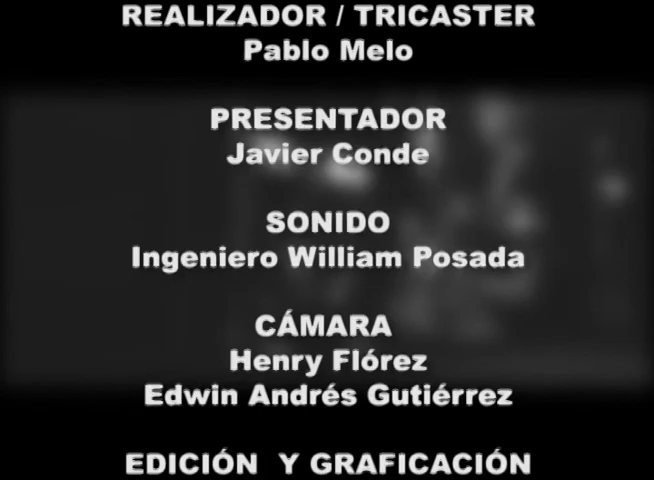 REALIZADOR / TRICASTER
Pablo Melo
PRESENTADOR
Javier Conde
SONIDO
Ingeniero William Posada
CÁMARA
Henry Flórez
Edwin Andrés Gutiérrez
EDICIÓN Y GRAFICACIÓN